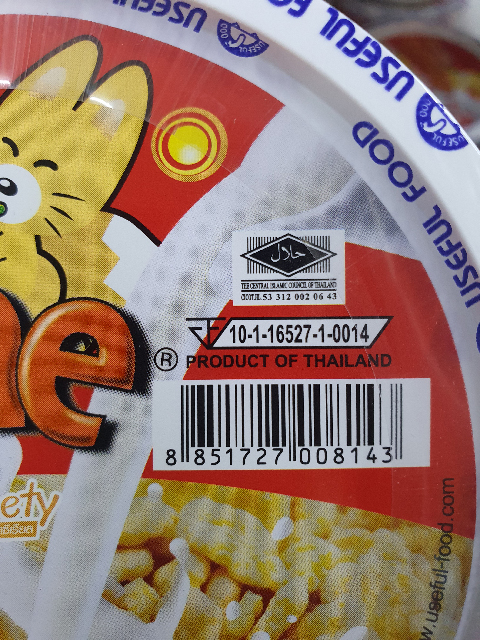 USEFUL FOOD
USEFUL FOOD
حلال
THE CENTRAL ISLAMIC COUNCIL OF THAILAND
53 312 002 06 43
10-1-16527-1-0014
® PRODUCT OF THAILAND
8 851727 008143
ne
ety
w.useful-food.com